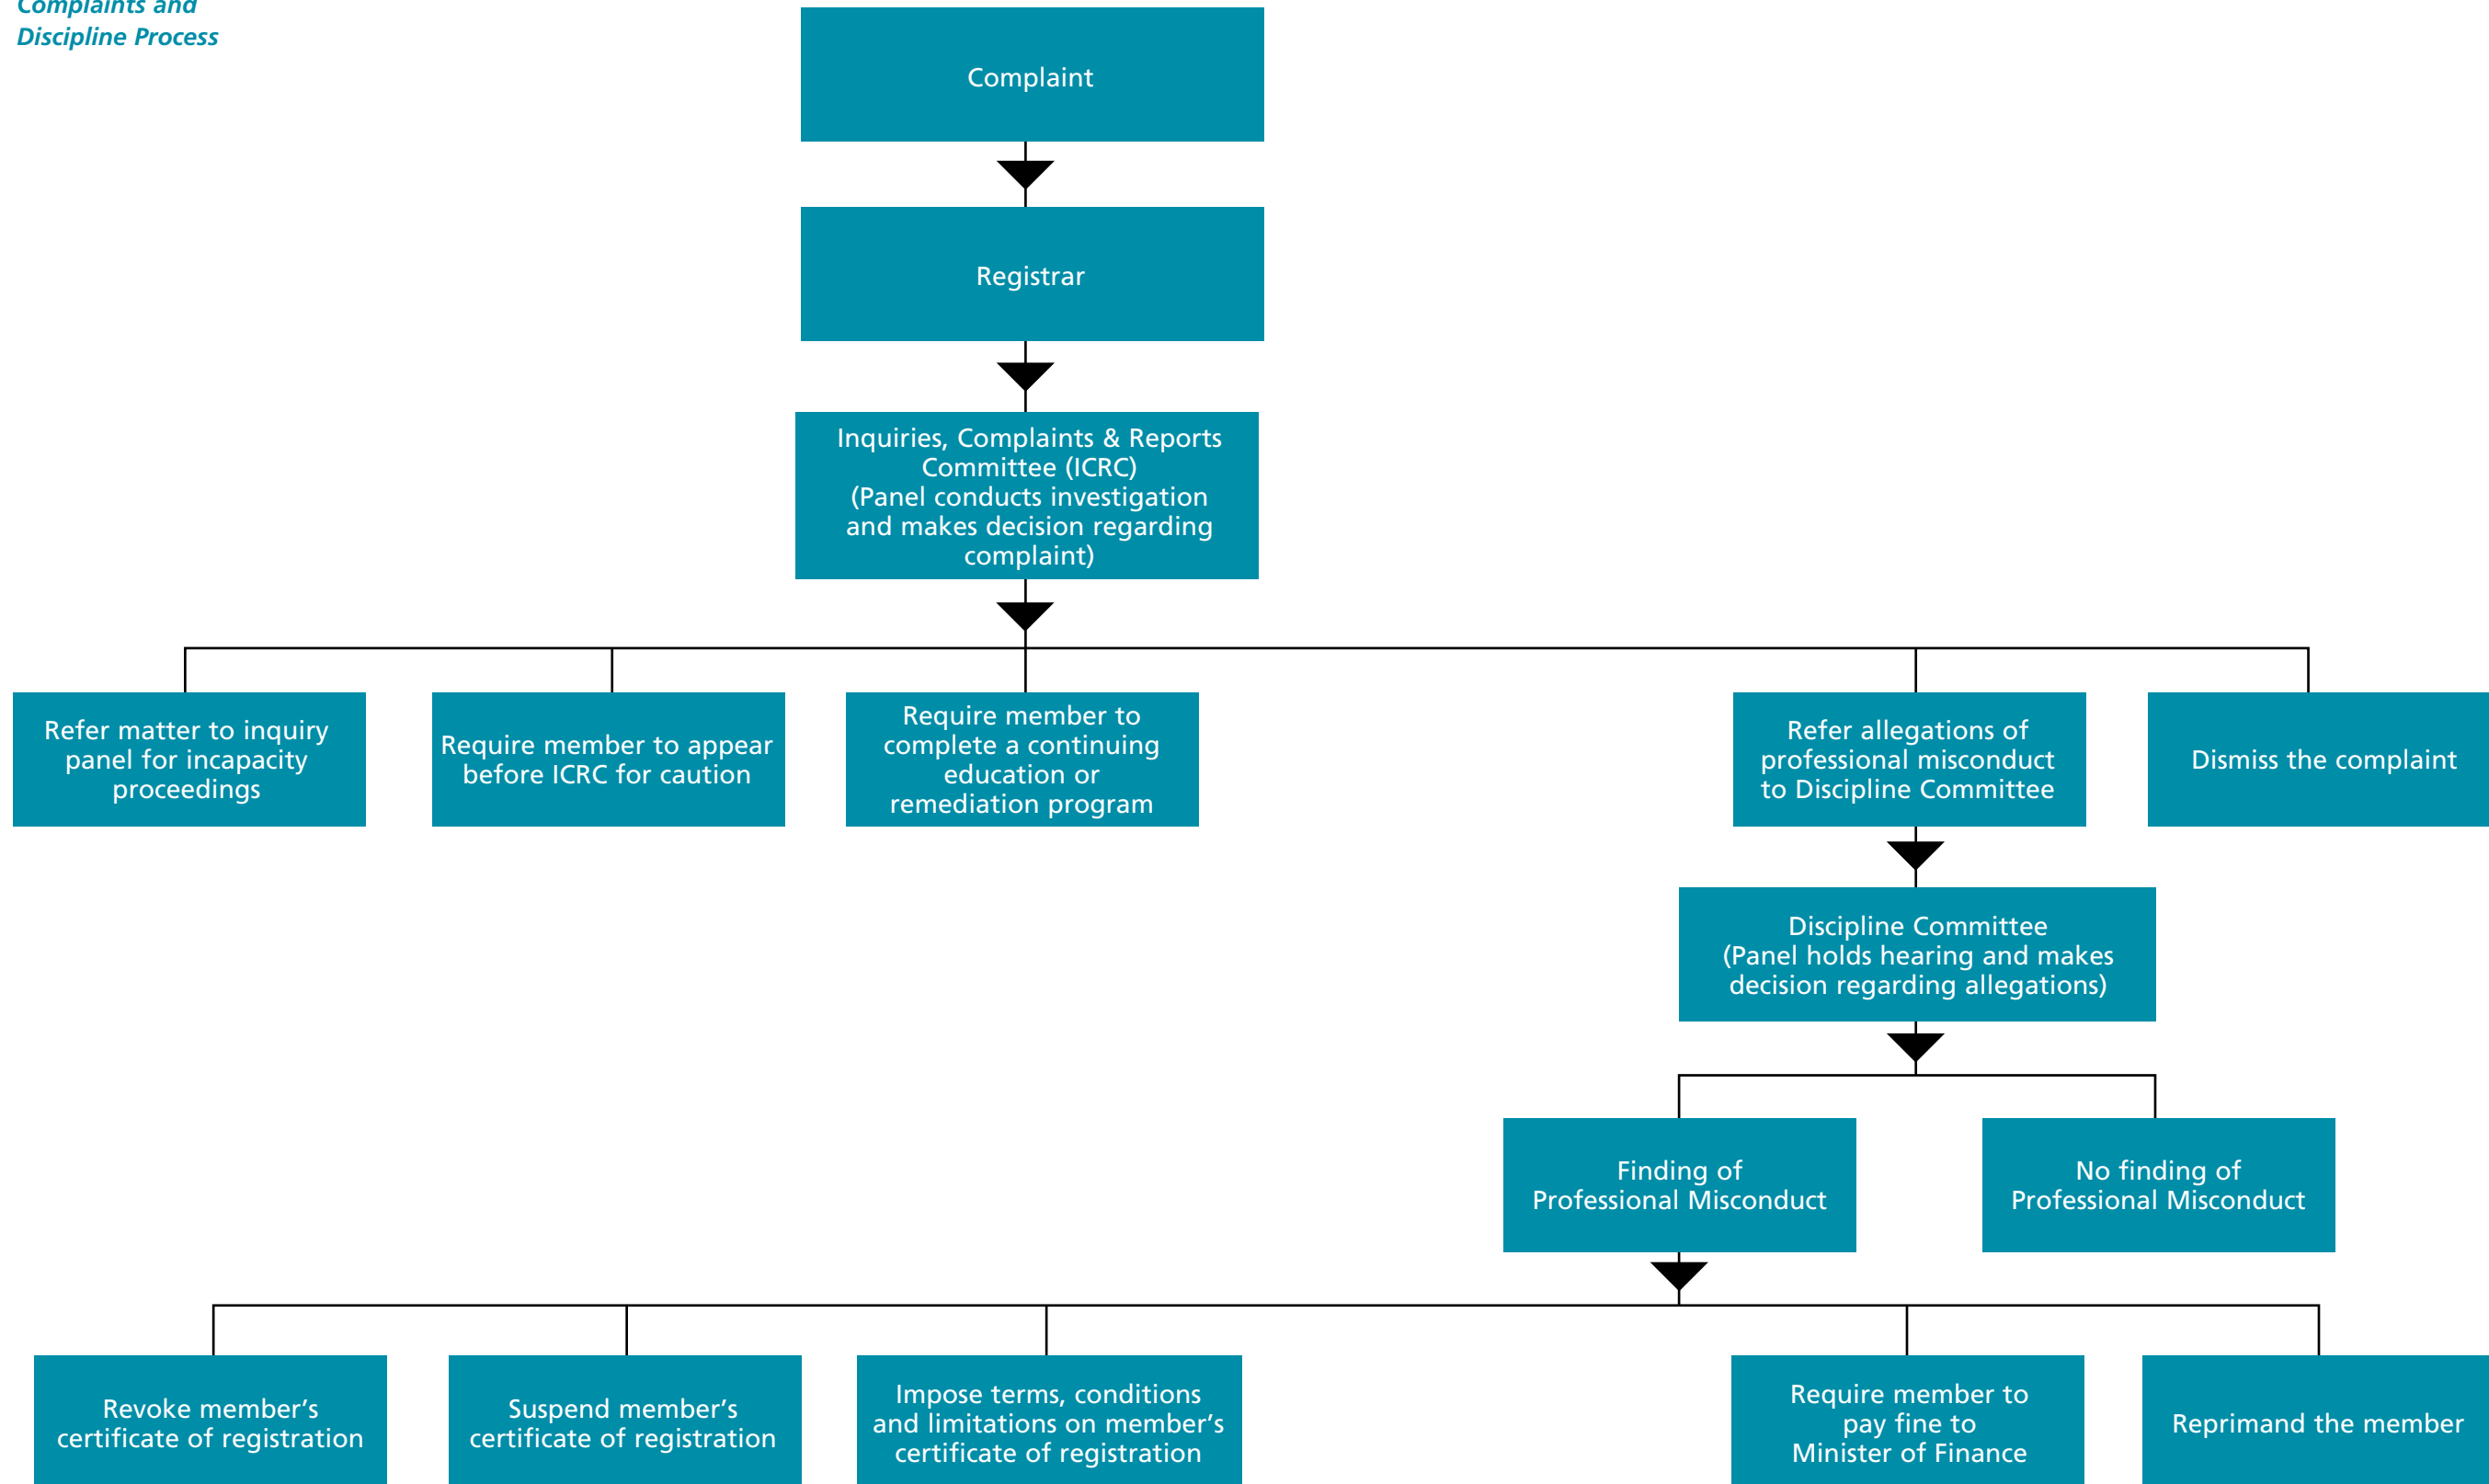 Complaints and
Discipline Process
Complaint
Registrar
Inquiries, Complaints & Reports
Committee (ICRC)
(Panel conducts investigation
and makes decision regarding
complaint)
Refer matter to inquiry
panel for incapacity
proceedings
Require member to appear
before ICRC for caution
Require member to
complete a continuing
education or
remediation program
Refer allegations of
professional misconduct
to Discipline Committee
Dismiss the complaint
Discipline Committee
(Panel holds hearing and makes
decision regarding allegations)
Finding of
Professional Misconduct
No finding of
Professional Misconduct
Revoke member’s
certificate of registration
Suspend member’s
certificate of registration
Impose terms, conditions
and limitations on member’s
certificate of registration
Require member to
pay fine to
Minister of Finance
Reprimand the member